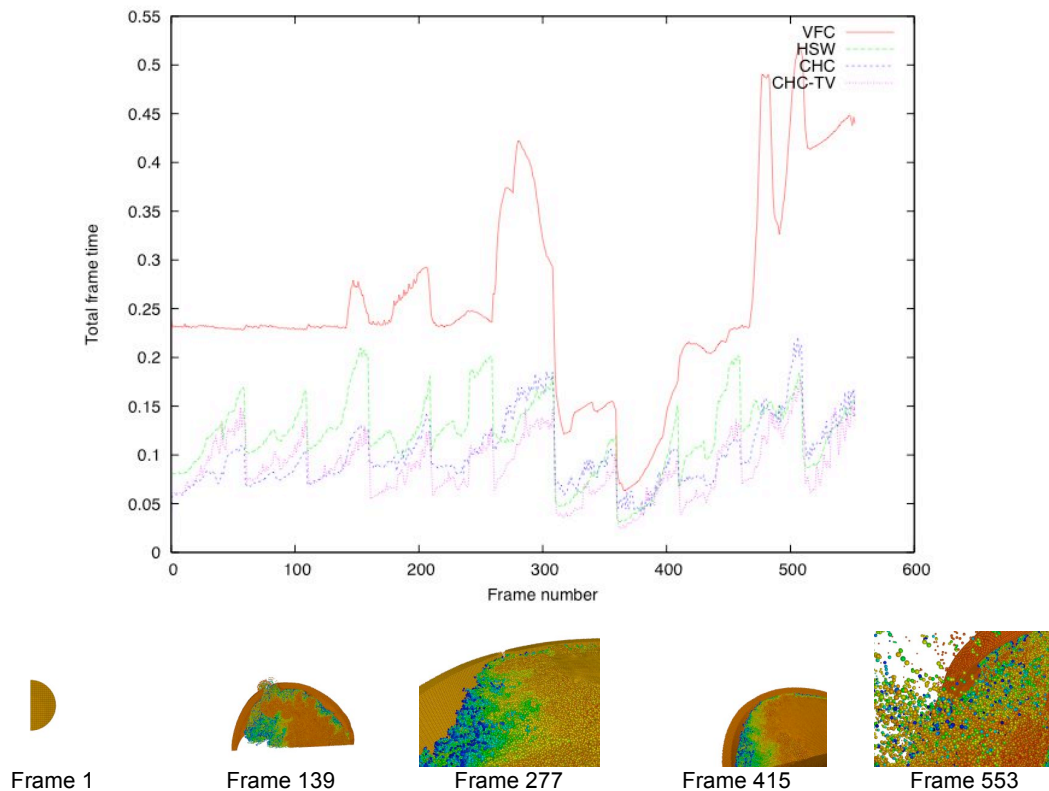 0.55
0.5
0.45
0.4
0.35
0.3
0.25
0.2
0.15
0.1
0.05
0
Total frame time
VFC
HSW
CHC
CHC-TV
0 100 200 300 400 500 600
Frame number
Frame 1 Frame 139 Frame 277 Frame 415 Frame 553